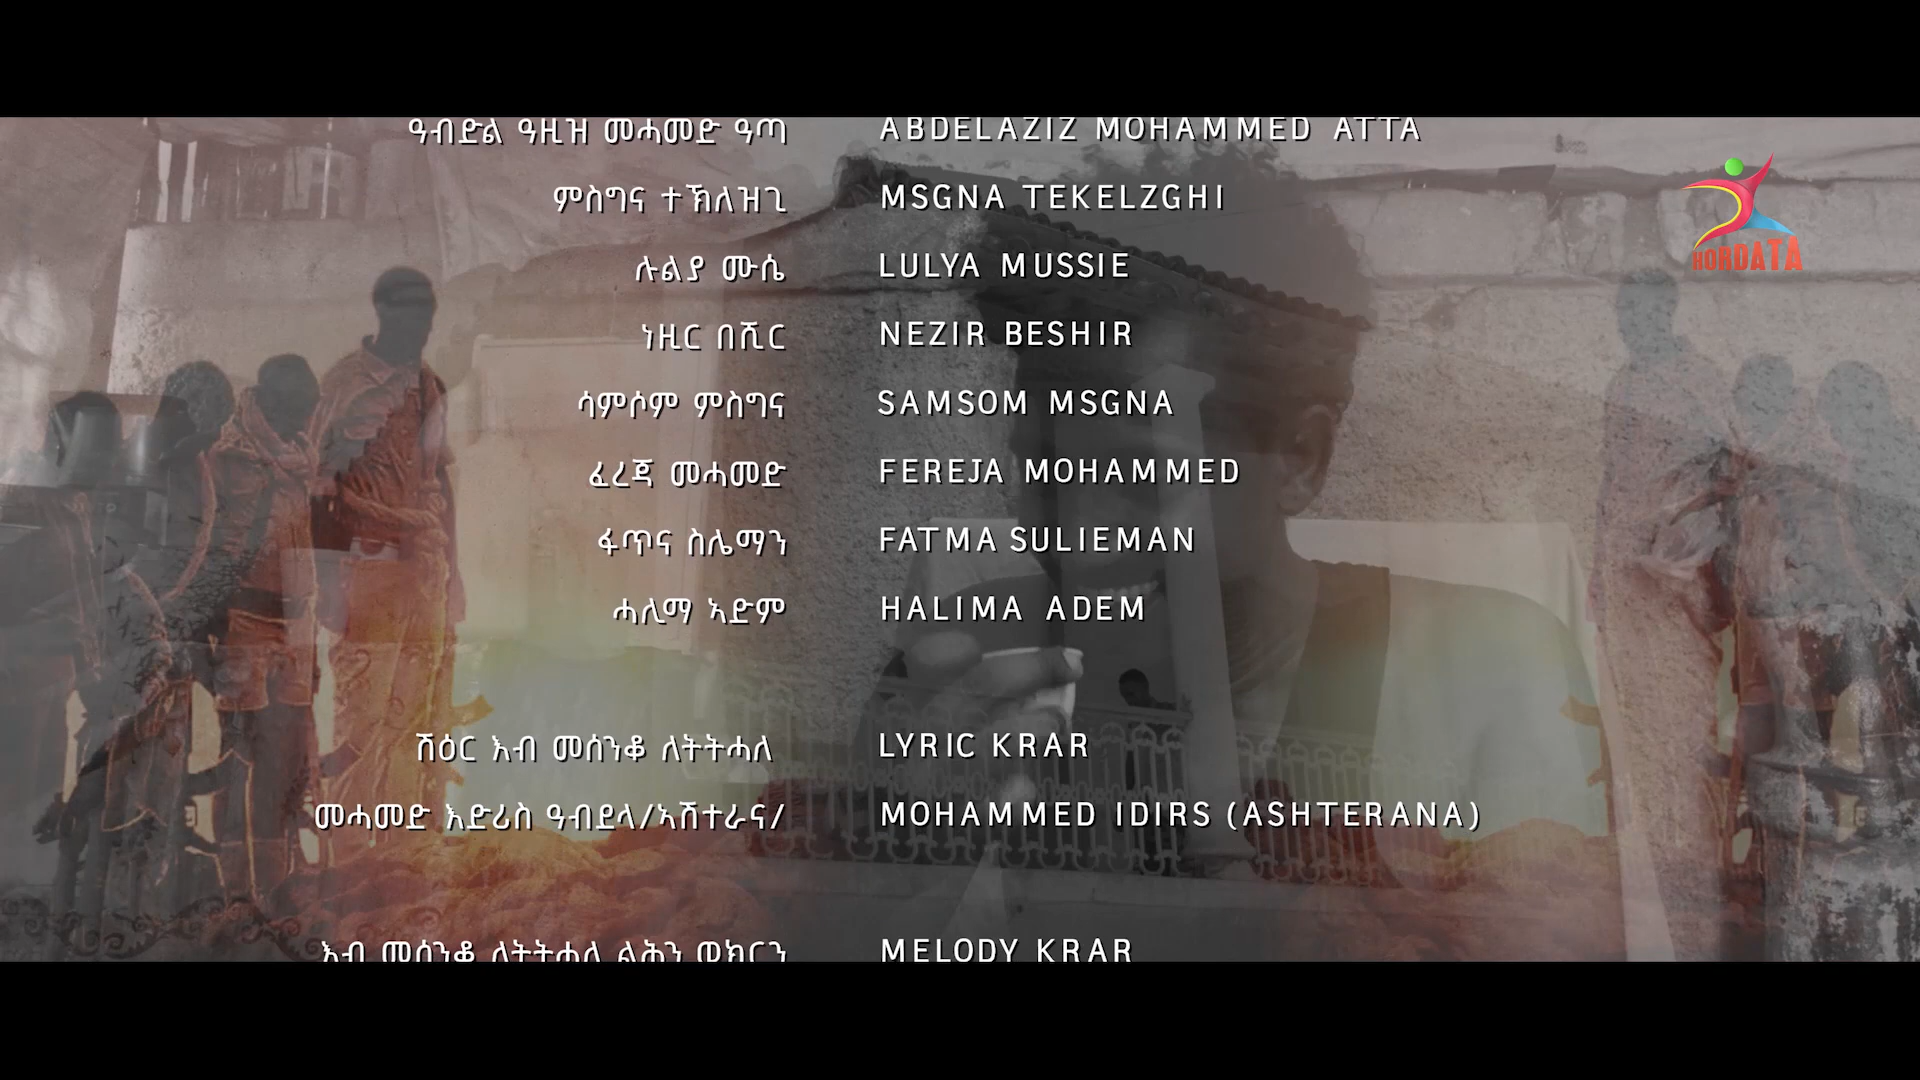 ዓብድል ዓዚዝ መሓመድ ዓጣ ABDELAZIZ MOHAMMED ATTA
ምስግና ተኽለዝጊ MSGNA TEKELZGHI
ሉልያ ሙሴ LULYA MUSSIE
ነዚር በሺር NEZIR BESHIR
ሳምሶም ምስግና SAMSOM MSGNA
ፈረጃ መሓመድ FEREJA MOHAMMED
ፋጥና ስሌማን FATMA SULIEMAN
ሓሊማ ኣድም HALIMA ADEM
ሽዕር እብ መሰንቆ ለትትሓለ LYRIC KRAR
መሓመድ እድሪስ ዓብደላ/ኣሽተራና/ MOHAMMED IDIRS (ASHTERANA)
እብ መሰንቆ ለትትሐለ ልሕን ወክርን MELODY KRAR
HORDATA